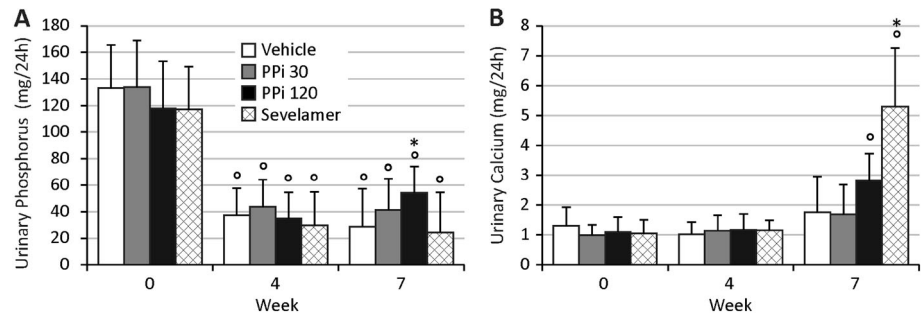 A
Urinary Phosphorus (mg/24h)
180
160
140
120
100
80
60
40
20
0
Vehicle
PPi 30
PPi 120
Sevelamer
*
0 4 7
Week
B
Urinary Calcium (mg/24h)
8
7
6
5
4
3
2
1
0
*
0 4 7
Week